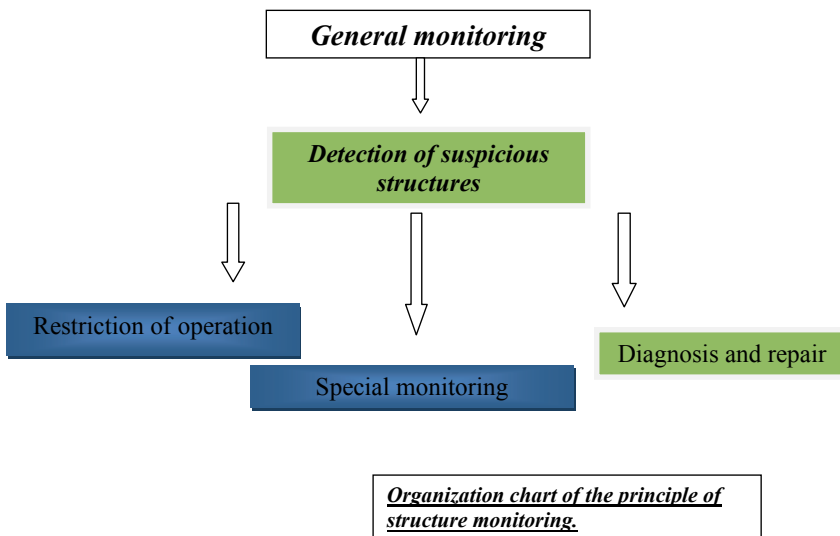 General monitoring
Detection of suspicious
structures
Restriction of operation
Special monitoring
Diagnosis and repair
Organization chart of the principle of
structure monitoring.